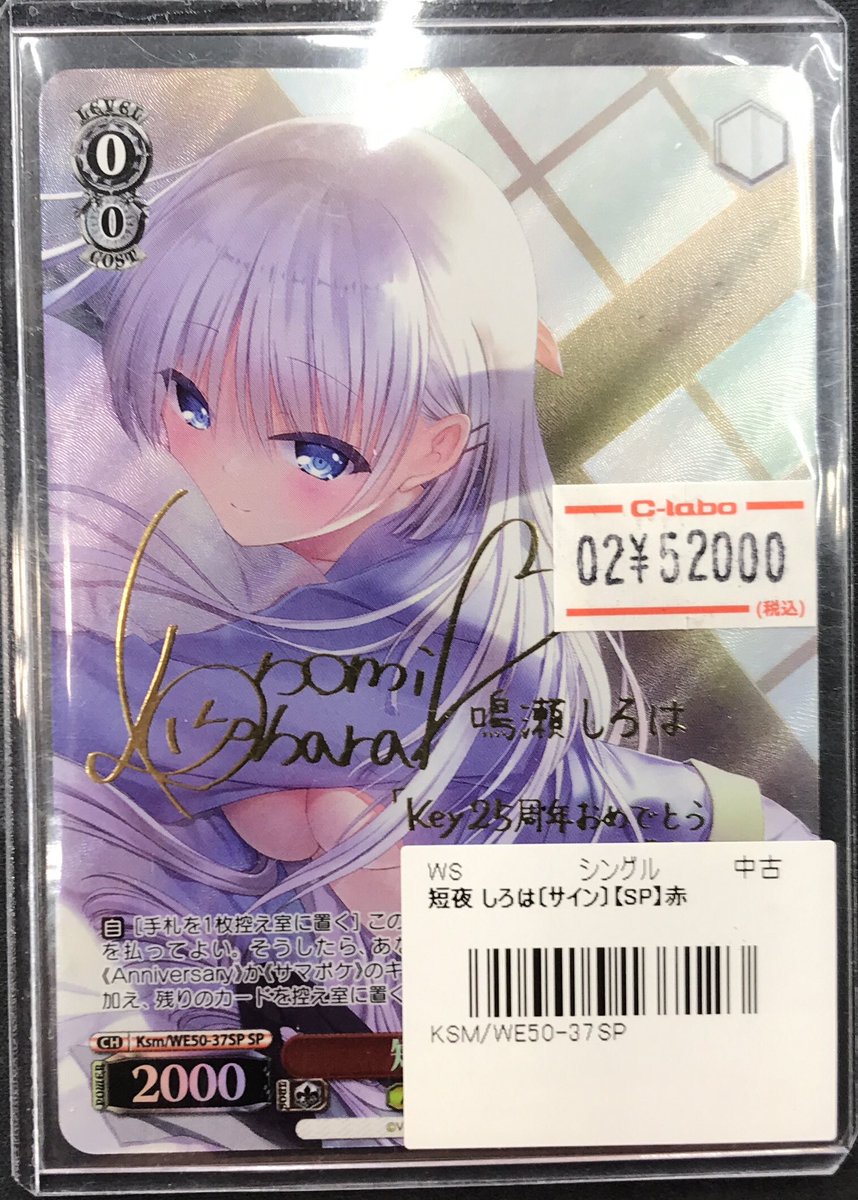 LEVEL
0
0
COST
C-labo
02¥52000
(税込)
Konomi
Kohara
鳴瀬しろは
「Key25周年おめでとう
WS シングル 中古
短夜 しろは〔サイン〕【SP】赤
KSM/WE50-37SP
自 [手札を1枚控え室に置く] この
を払ってよい。そうしたら、あな
《Anniversary》か《サマポケ》のキ
加え、残りのカードを控え室に置く
CH Ksm/WE50-37SP SP
2000